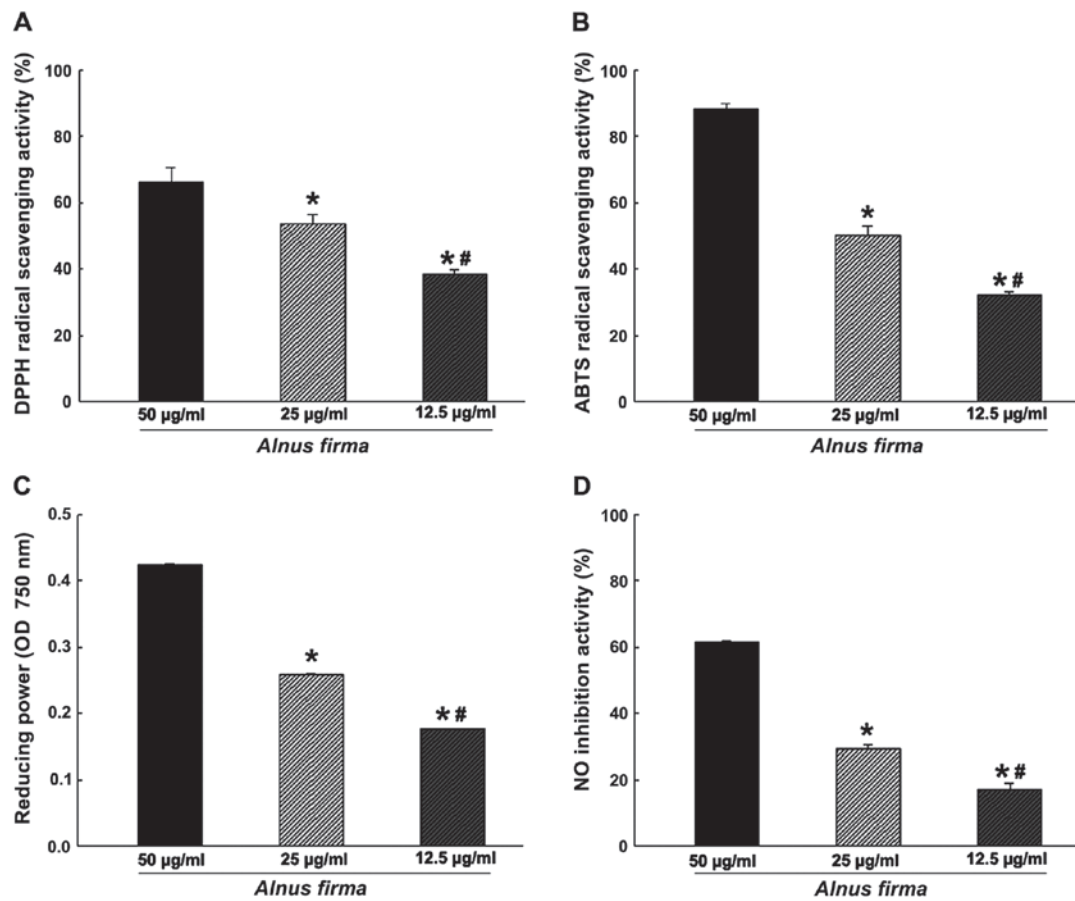 A
DPPH radical scavenging activity (%)
100
80
60
40
20
0
*
* #
50 µg/ml 25 µg/ml 12.5 µg/ml
Alnus firma
B
ABTS radical scavenging activity (%)
100
80
60
40
20
0
*
* #
50 µg/ml 25 µg/ml 12.5 µg/ml
Alnus firma
C
Reducing power (OD 750 nm)
0.5
0.4
0.3
0.2
0.1
0.0
*
* #
50 µg/ml 25 µg/ml 12.5 µg/ml
Alnus firma
D
NO inhibition activity (%)
100
80
60
40
20
0
*
* #
50 µg/ml 25 µg/ml 12.5 µg/ml
Alnus firma